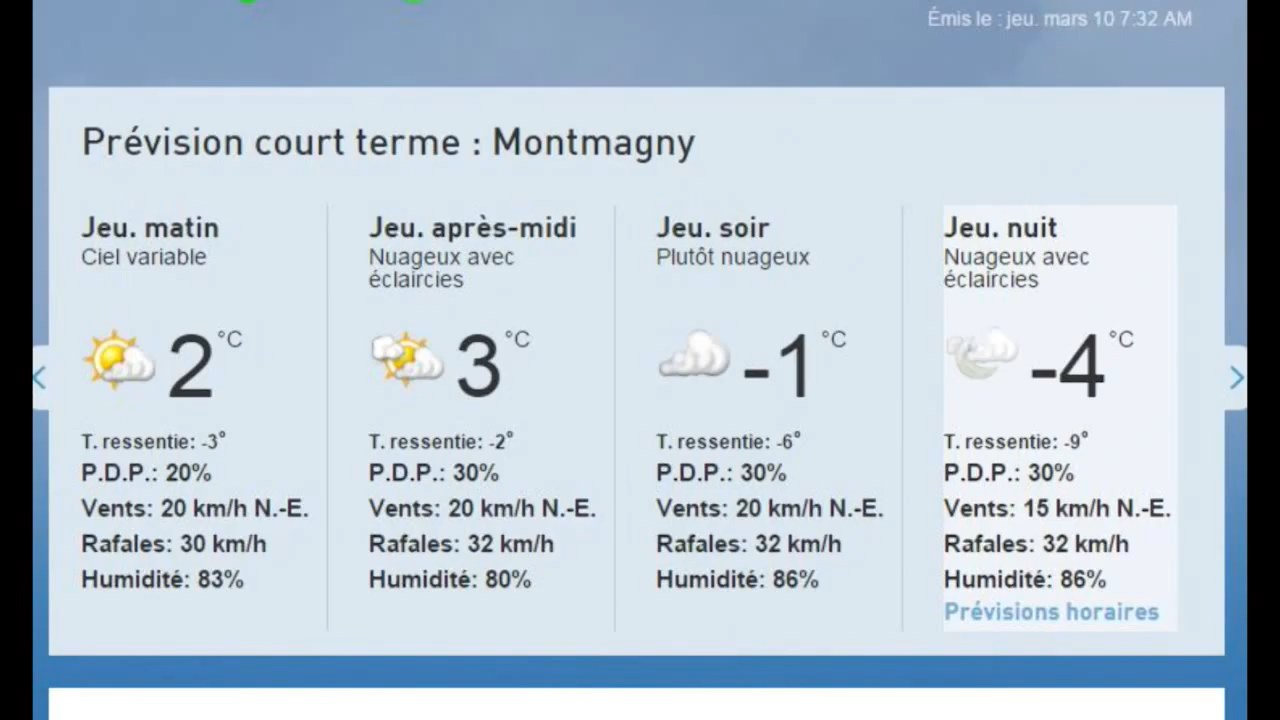 Émis le : jeu. mars 10 7:32 AM
Prévision court terme : Montmagny
Jeu. matin
Ciel variable
2 °C
T. ressentie: -3°
P.D.P.: 20%
Vents: 20 km/h N.-E.
Rafales: 30 km/h
Humidité: 83%
Jeu. après-midi
Nuageux avec
éclaircies
3 °C
T. ressentie: -2°
P.D.P.: 30%
Vents: 20 km/h N.-E.
Rafales: 32 km/h
Humidité: 80%
Jeu. soir
Plutôt nuageux
-1 °C
T. ressentie: -6°
P.D.P.: 30%
Vents: 20 km/h N.-E.
Rafales: 32 km/h
Humidité: 86%
Jeu. nuit
Nuageux avec
éclaircies
-4 °C
T. ressentie: -9°
P.D.P.: 30%
Vents: 15 km/h N.-E.
Rafales: 32 km/h
Humidité: 86%
Prévisions horaires